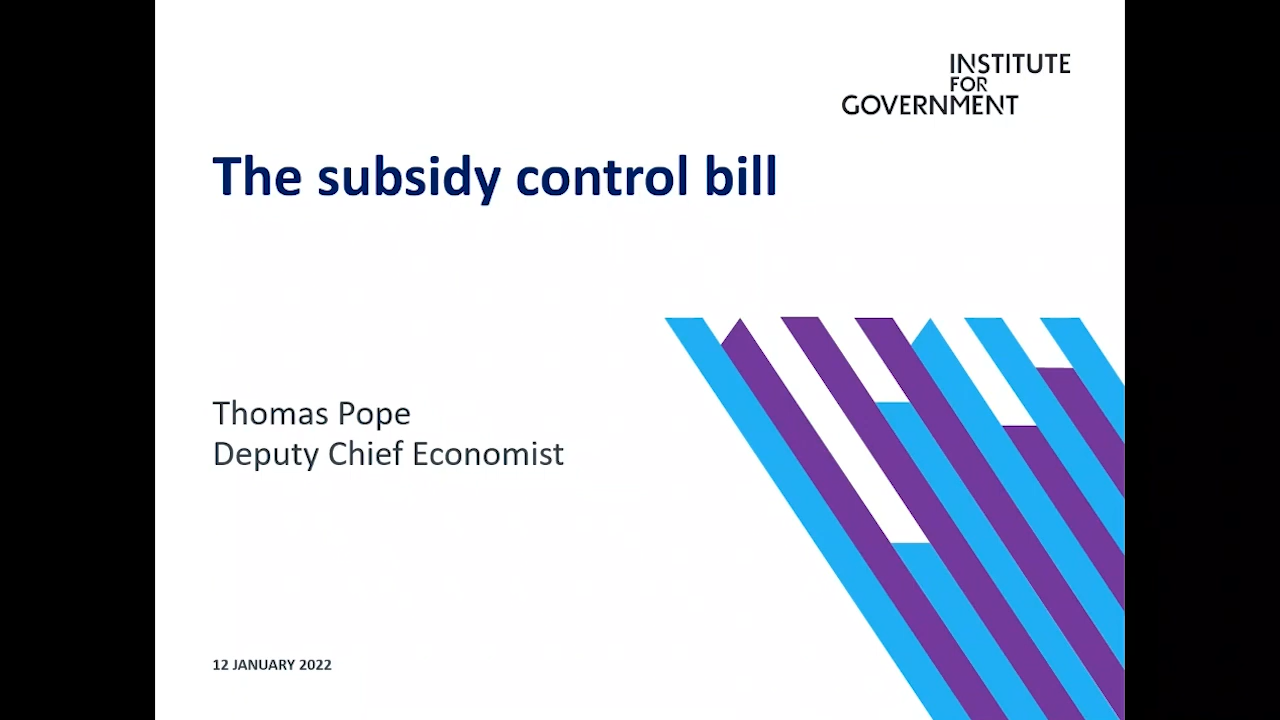 INSTITUTE
FOR
GOVERNMENT
The subsidy control bill
Thomas Pope
Deputy Chief Economist
12 JANUARY 2022